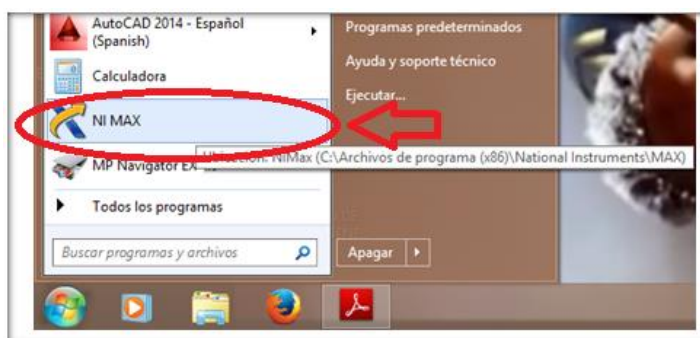 AutoCAD 2014 - Español
(Spanish)
Calculadora
NI MAX
MP Navigator EX
Todos los programas
Buscar programas y archivos
Programas predeterminados
Ayuda y soporte técnico
Ejecutar...
Ubicación: NIMax (C:\Archivos de programa (x86)\National Instruments\MAX)
Apagar